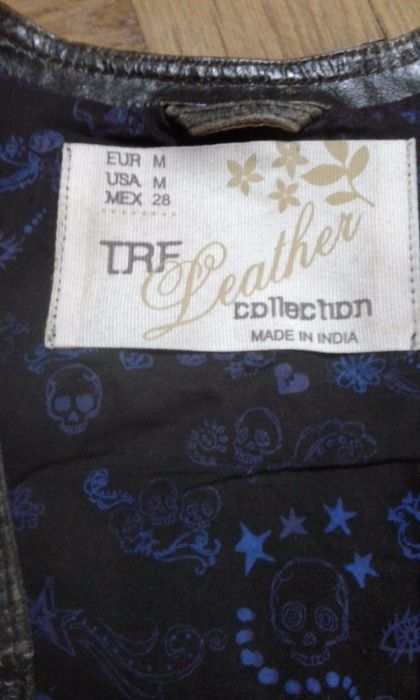 EUR M
USA M
MEX 28
TRF Leather
collection
MADE IN INDIA